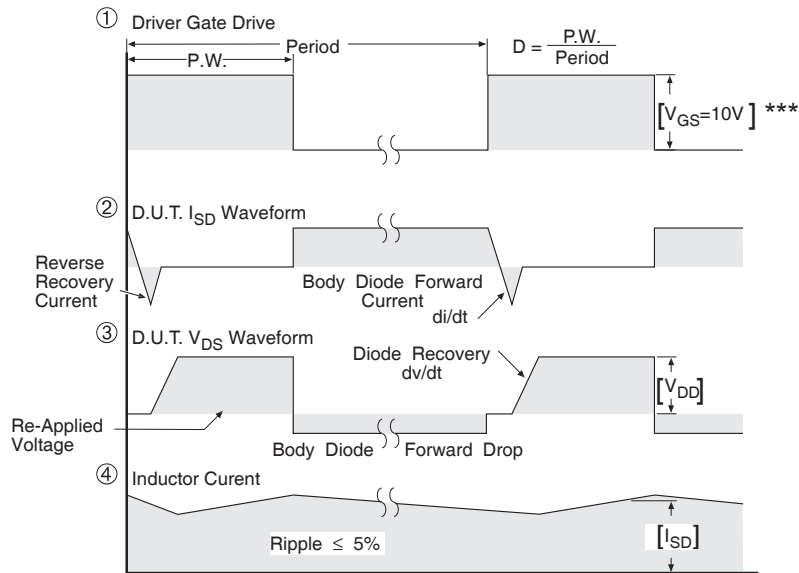 ① Driver Gate Drive
Period
P.W.
D = P.W. / Period
[VGS=10V] ***
② D.U.T. ISD Waveform
Reverse
Recovery
Current
Body Diode Forward
Current
di/dt
③ D.U.T. VDS Waveform
Diode Recovery
dv/dt
[VDD]
Re-Applied
Voltage
Body Diode Forward Drop
④ Inductor Curent
Ripple ≤ 5%
[ISD]